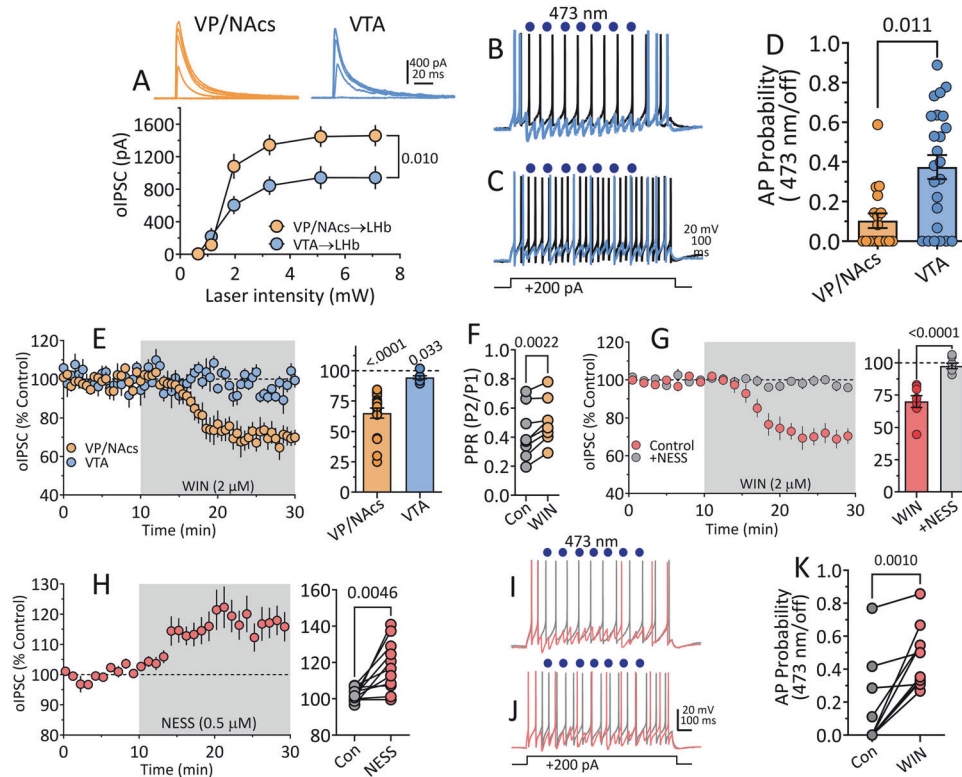 VP/NAcs
VTA
400 pA
20 ms
A
oIPSC (pA)
1600
1200
800
400
0
0.010
VP/NAcs→LHb
VTA→LHb
0 2 4 6 8
Laser intensity (mW)
473 nm
B
C
20 mV
100
ms
+200 pA
D
0.011
AP Probability
( 473 nm/off)
1.0
0.8
0.6
0.4
0.2
0.0
VP/NAcs
VTA
E
oIPSC (% Control)
120
100
80
60
40
VP/NAcs
VTA
WIN (2 μM)
0 10 20 30
Time (min)
<.0001
0.033
100
75
50
25
0
VP/NAcs
VTA
F
0.0022
PPR (P2/P1)
1.0
0.8
0.6
0.4
0.2
0.0
Con
WIN
G
oIPSC (% Control)
120
100
80
60
40
Control
+NESS
WIN (2 μM)
0 10 20 30
Time (min)
<0.0001
100
75
50
25
0
WIN
+NESS
H
oIPSC (% Control)
130
120
110
100
90
80
NESS (0.5 μM)
0 10 20 30
Time (min)
0.0046
140
120
100
80
Con
NESS
473 nm
I
J
20 mV
100 ms
+200 pA
K
0.0010
AP Probability
(473 nm/off)
1.0
0.8
0.6
0.4
0.2
0.0
Con
WIN